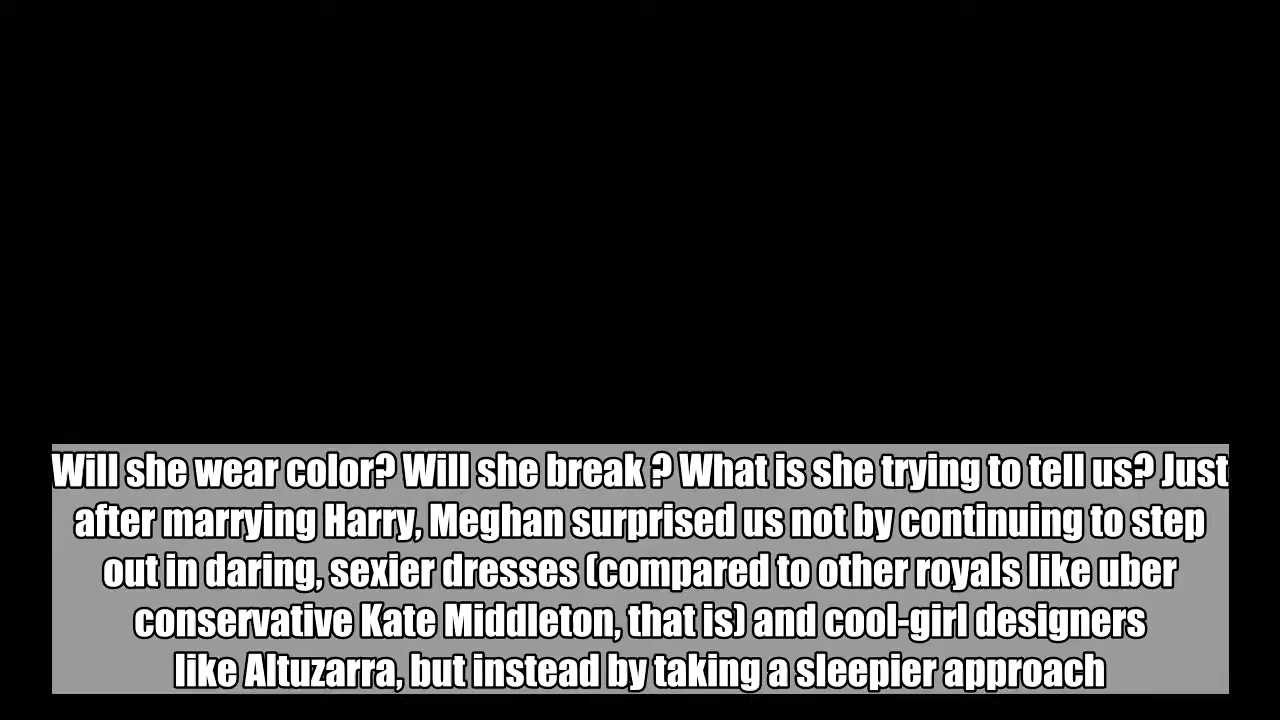 Will she wear color? Will she break ? What is she trying to tell us? Just
after marrying Harry, Meghan surprised us not by continuing to step
out in daring, sexier dresses (compared to other royals like uber
conservative Kate Middleton, that is) and cool-girl designers
like Altuzarra, but instead by taking a sleepier approach